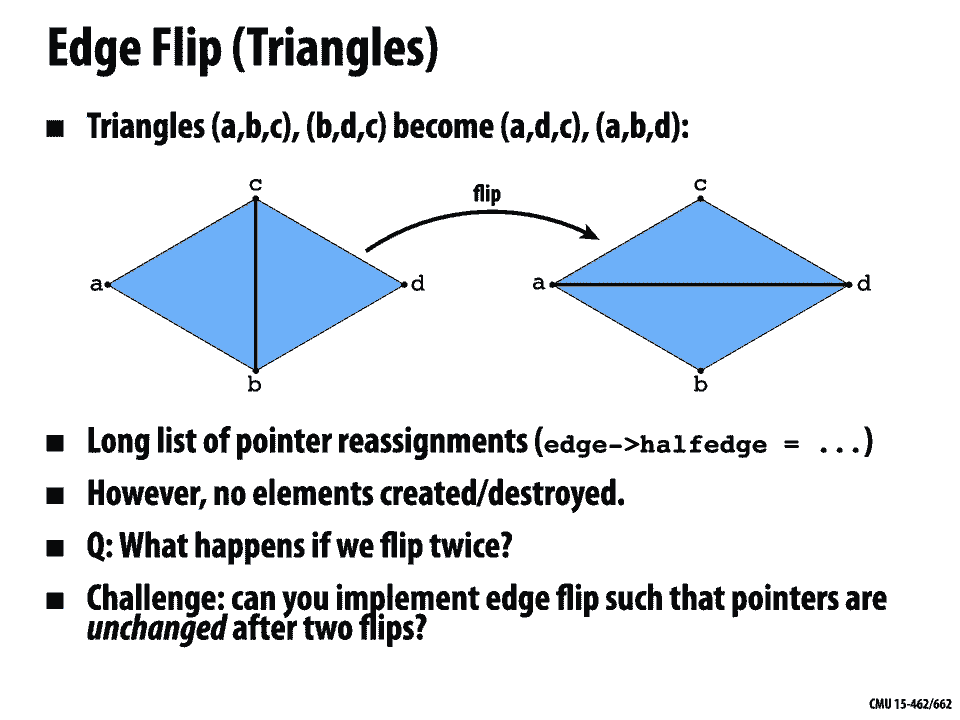 Edge Flip (Triangles)
■ Triangles (a,b,c), (b,d,c) become (a,d,c), (a,b,d):
c
flip
c
a
d
a
d
b
b
■ Long list of pointer reassignments (edge->halfedge = ...)
■ However, no elements created/destroyed.
■ Q: What happens if we flip twice?
■ Challenge: can you implement edge flip such that pointers are
unchanged after two flips?
CMU 15-462/662